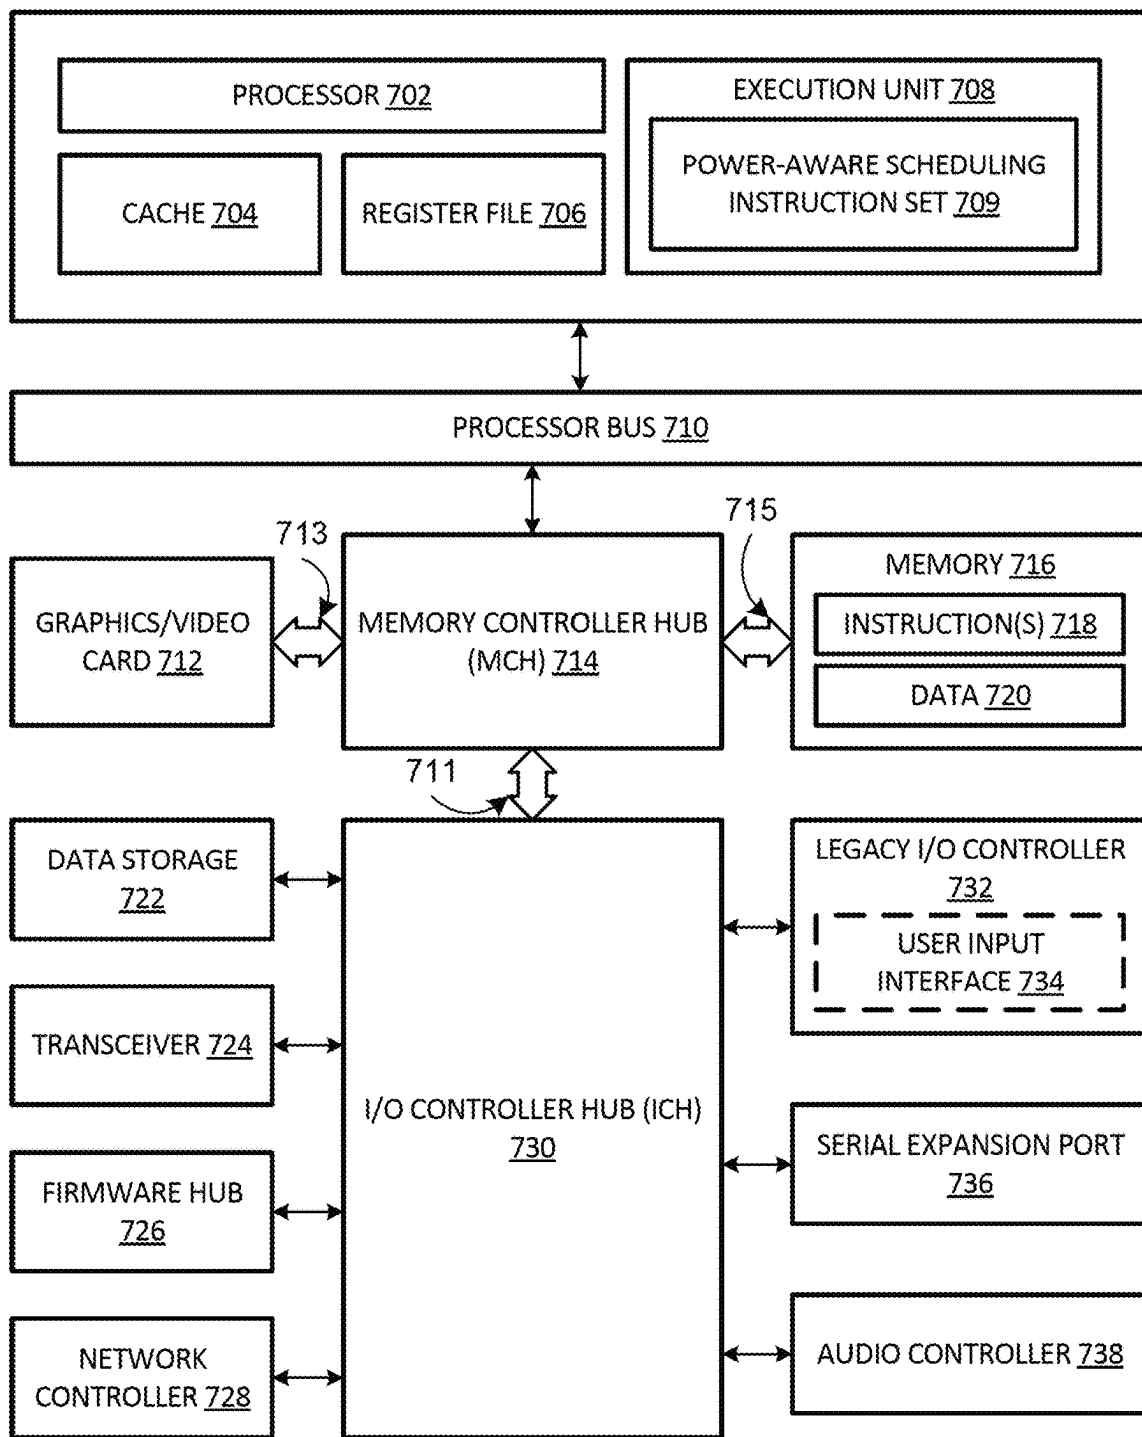 PROCESSOR 702
EXECUTION UNIT 708
POWER-AWARE SCHEDULING
INSTRUCTION SET 709
CACHE 704
REGISTER FILE 706
PROCESSOR BUS 710
713
715
GRAPHICS/VIDEO
CARD 712
MEMORY CONTROLLER HUB
(MCH) 714
MEMORY 716
INSTRUCTION(S) 718
DATA 720
711
DATA STORAGE
722
LEGACY I/O CONTROLLER
732
USER INPUT
INTERFACE 734
TRANSCEIVER 724
I/O CONTROLLER HUB (ICH)
730
SERIAL EXPANSION PORT
736
FIRMWARE HUB
726
NETWORK
CONTROLLER 728
AUDIO CONTROLLER 738